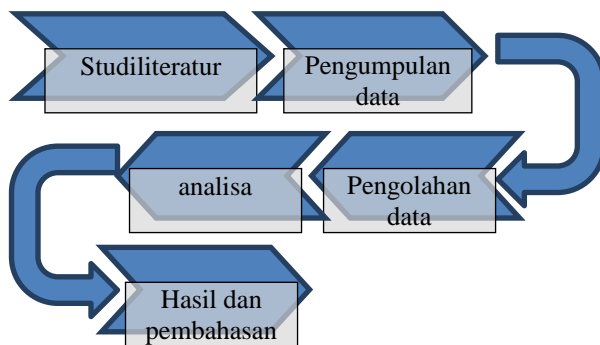 Studiliteratur
Pengumpulan
data
Pengolahan
data
analisa
Hasil dan
pembahasan